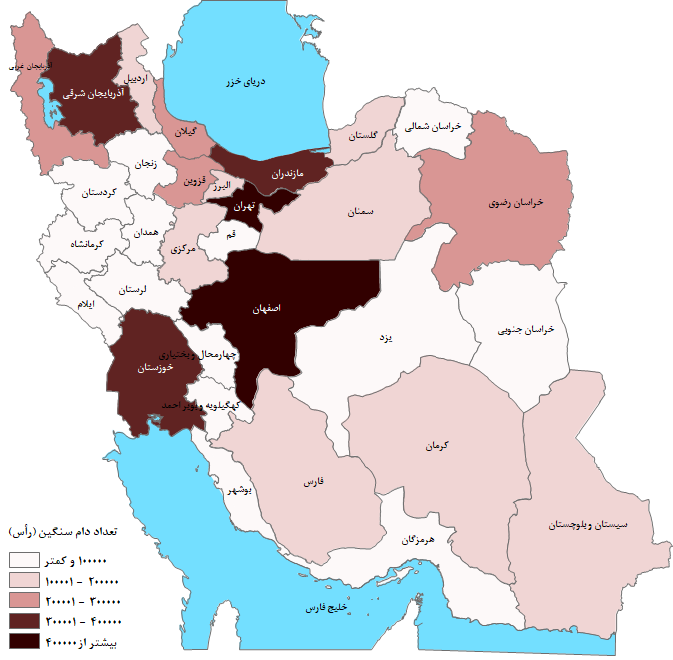 دریای خزر
آذربایجان غربی
آذربایجان شرقی
اردبیل
گیلان
گلستان
خراسان شمالی
زنجان
مازندران
قزوین
البرز
کردستان
تهران
خراسان رضوی
سمنان
همدان
قم
کرمانشاه
مرکزی
لرستان
ایلام
اصفهان
خراسان جنوبی
یزد
چهارمحال و بختیاری
خوزستان
کهگیلویه و بویر احمد
کرمان
فارس
بوشهر
سیستان و بلوچستان
هرمزگان
خلیج فارس
تعداد دام سنگین (رأس)
۱۰۰۰۰۰ و کمتر
۱۰۰۰۰۱ - ۲۰۰۰۰۰
۲۰۰۰۰۱ - ۳۰۰۰۰۰
۳۰۰۰۰۱ - ۴۰۰۰۰۰
بیشتر از ۴۰۰۰۰۰